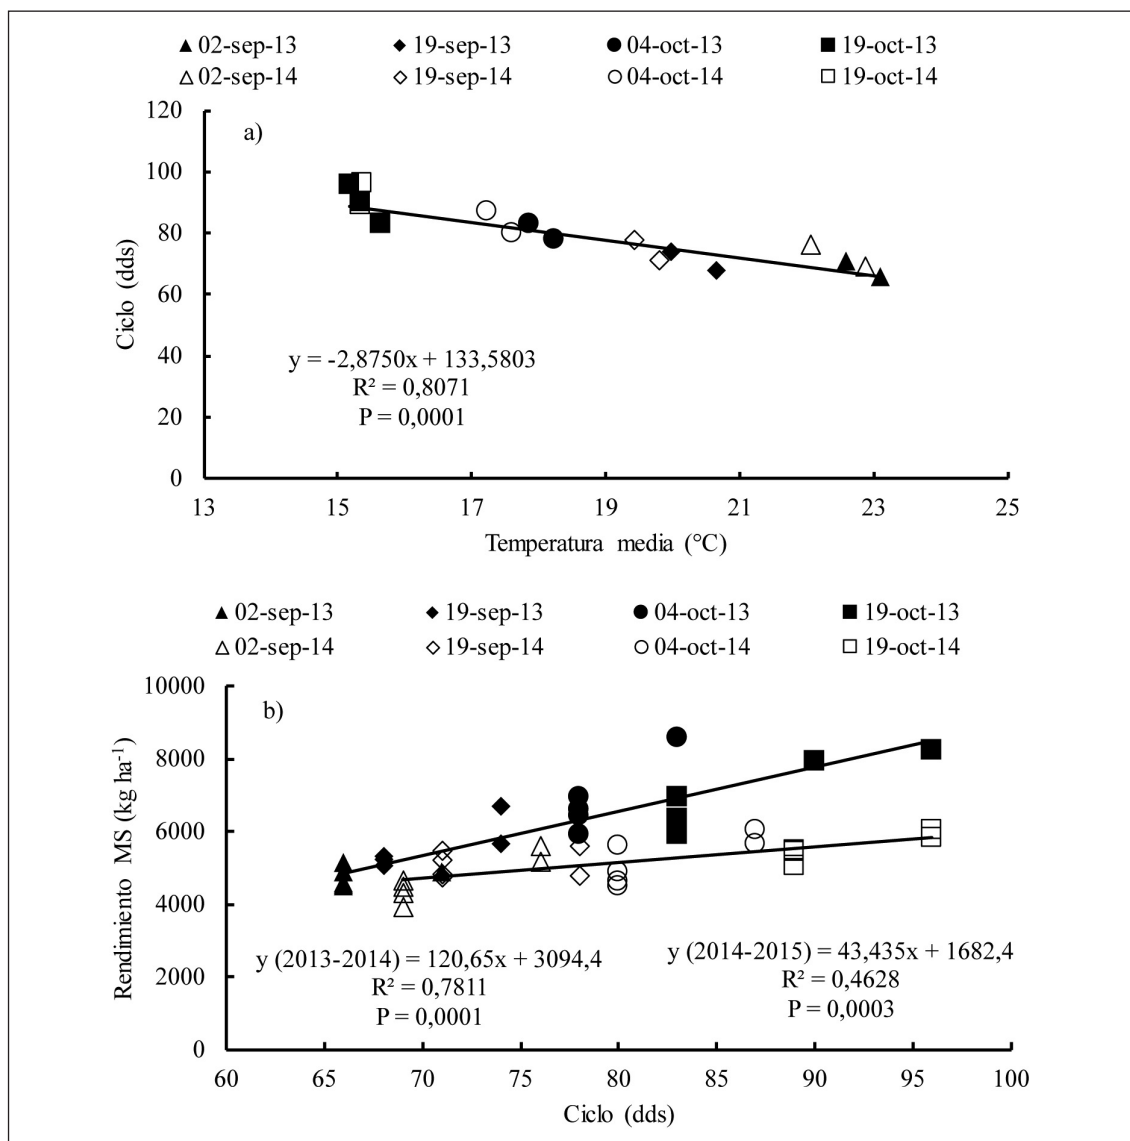 02-sep-13 19-sep-13 04-oct-13 19-oct-13
02-sep-14 19-sep-14 04-oct-14 19-oct-14
120
a)
100
80
60
40
20
0
Ciclo (dds)
y = -2,8750x + 133,5803
R² = 0,8071
P = 0,0001
13 15 17 19 21 23 25
Temperatura media (°C)
02-sep-13 19-sep-13 04-oct-13 19-oct-13
02-sep-14 19-sep-14 04-oct-14 19-oct-14
10000
b)
8000
6000
4000
2000
0
Rendimiento MS (kg ha⁻¹)
y (2013-2014) = 120,65x + 3094,4
R² = 0,7811
P = 0,0001
y (2014-2015) = 43,435x + 1682,4
R² = 0,4628
P = 0,0003
60 65 70 75 80 85 90 95 100
Ciclo (dds)